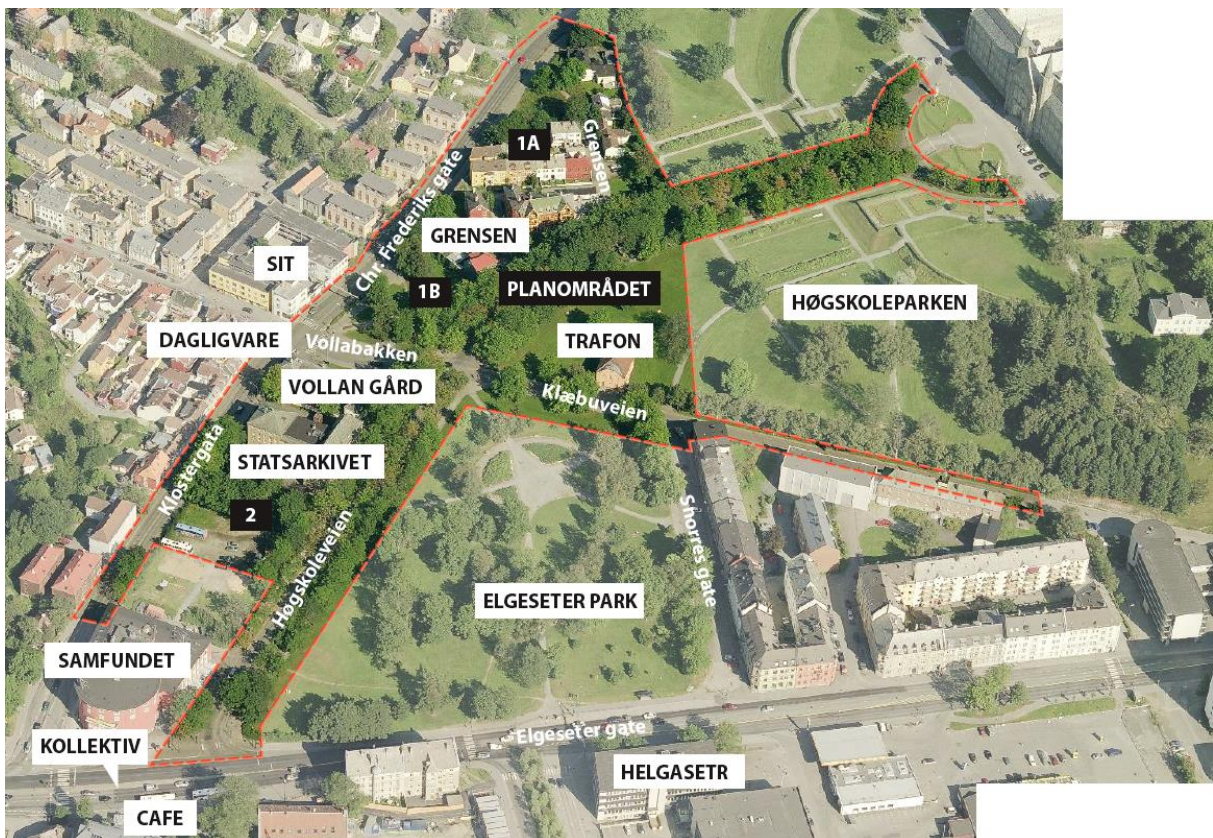 1A
Grensen
Chr. Frederiks gate
GRENSEN
SIT
1B
PLANOMRÅDET
HØGSKOLEPARKEN
DAGLIGVARE
Vollabakken
TRAFON
VOLLAN GÅRD
Klæbuveien
Klostergata
STATSARKIVET
2
Høgskoleveien
Snorres gate
ELGESETER PARK
SAMFUNDET
KOLLEKTIV
Elgeseter gate
HELGASETR
CAFE